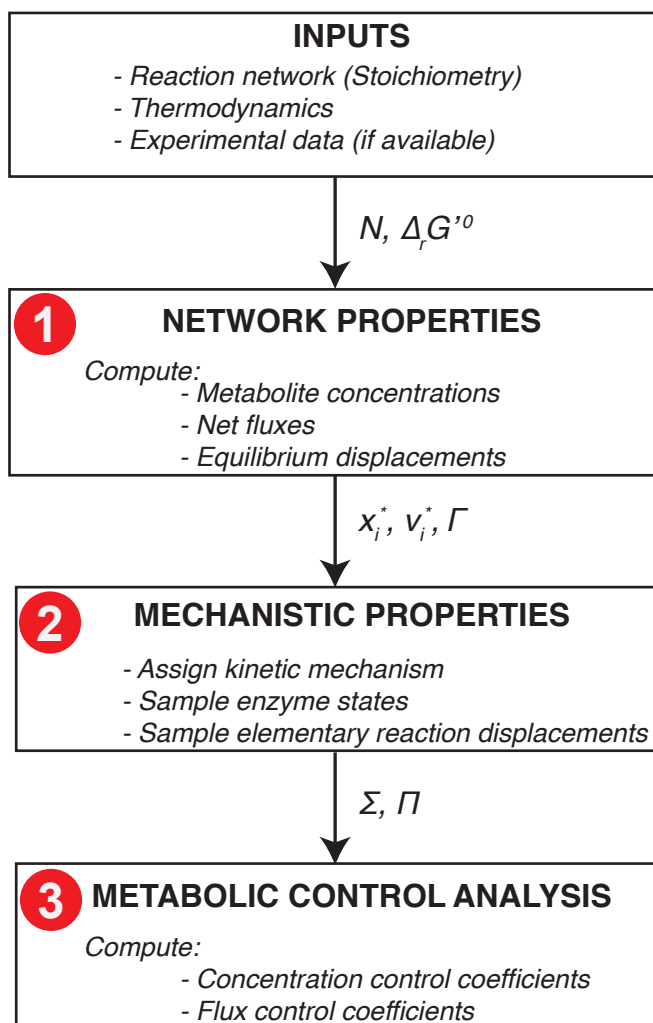 INPUTS
- Reaction network (Stoichiometry)
- Thermodynamics
- Experimental data (if available)
N, ΔrG’0
1
NETWORK PROPERTIES
Compute:
- Metabolite concentrations
- Net fluxes
- Equilibrium displacements
xi*, vi*, Γ
2
MECHANISTIC PROPERTIES
- Assign kinetic mechanism
- Sample enzyme states
- Sample elementary reaction displacements
Σ, Π
3
METABOLIC CONTROL ANALYSIS
Compute:
- Concentration control coefficients
- Flux control coefficients